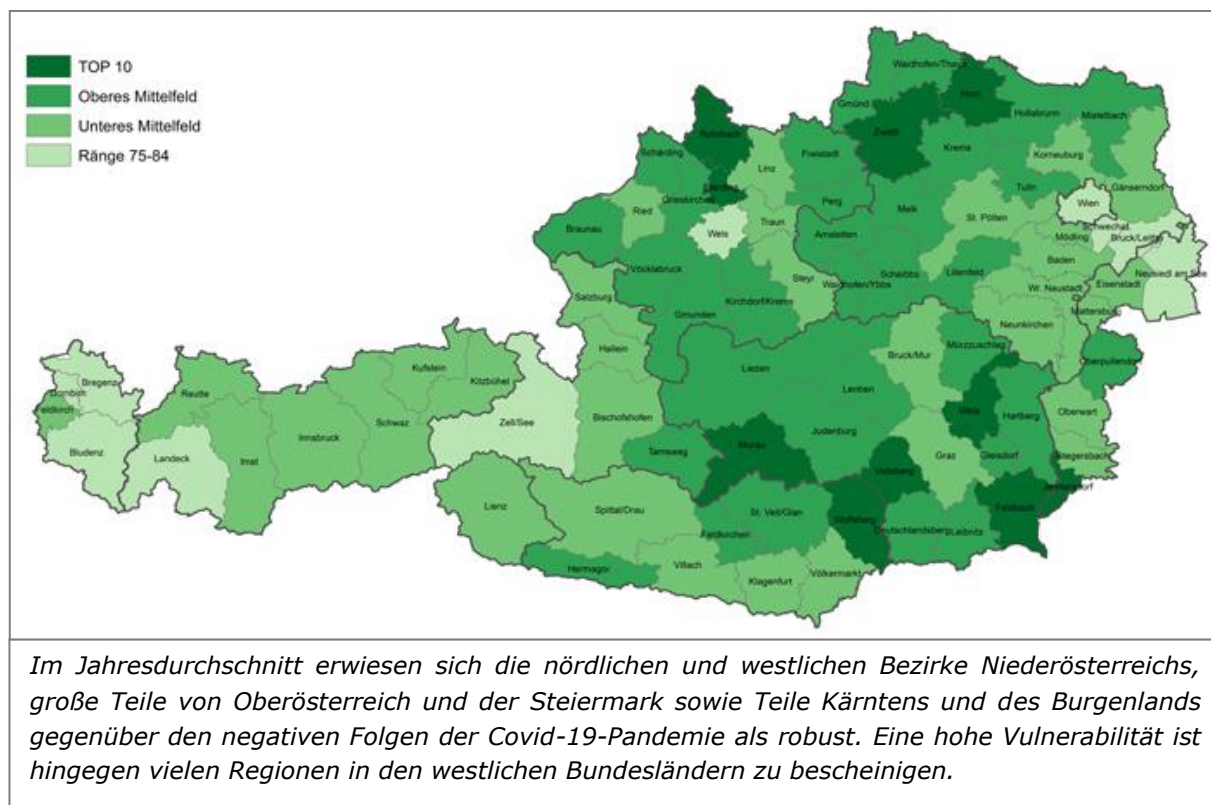 TOP 10
Oberes Mittelfeld
Unteres Mittelfeld
Ränge 75-84
Waidhofen/Thaya
Horn
Gmünd
Hollabrunn
Mistelbach
Zwettl
Rohrbach
Schärding
Freistadt
Krems
Korneuburg
Linz
Eferding
Grieskirchen
Tulln
Gänserndorf
Perg
Wien
Ried
Melk
St. Pölten
Schwechat
Traun
Wels
Braunau
Amstetten
Mödling
Bruck/Leitha
Baden
Vöcklabruck
Steyr
Scheibbs
Lilienfeld
Neusiedl am See
Waidhofen/Ybbs
Wr. Neustadt
Eisenstadt
Salzburg
Kirchdorf/Krems
Gmunden
Neunkirchen
Mattersburg
Hallein
Bruck/Mur
Mürzzuschlag
Kufstein
Oberpullendorf
Bregenz
Liezen
Kitzbühel
Dornbirn
Reutte
Leoben
Feldkirch
Schwaz
Bischofshofen
Weiz
Hartberg
Oberwart
Innsbruck
Zell/See
Judenburg
Bludenz
Landeck
Imst
Tamsweg
Murau
Graz
Gleisdorf
Stegersbach
Voitsberg
Jennersdorf
Lienz
Spittal/Drau
St. Veit/Glan
Wolfsberg
Feldbach
Feldkirchen
Deutschlandsberg
Leibnitz
Hermagor
Villach
Klagenfurt
Völkermarkt
Im Jahresdurchschnitt erwiesen sich die nördlichen und westlichen Bezirke Niederösterreichs,
große Teile von Oberösterreich und der Steiermark sowie Teile Kärntens und des Burgenlands
gegenüber den negativen Folgen der Covid-19-Pandemie als robust. Eine hohe Vulnerabilität ist
hingegen vielen Regionen in den westlichen Bundesländern zu bescheinigen.